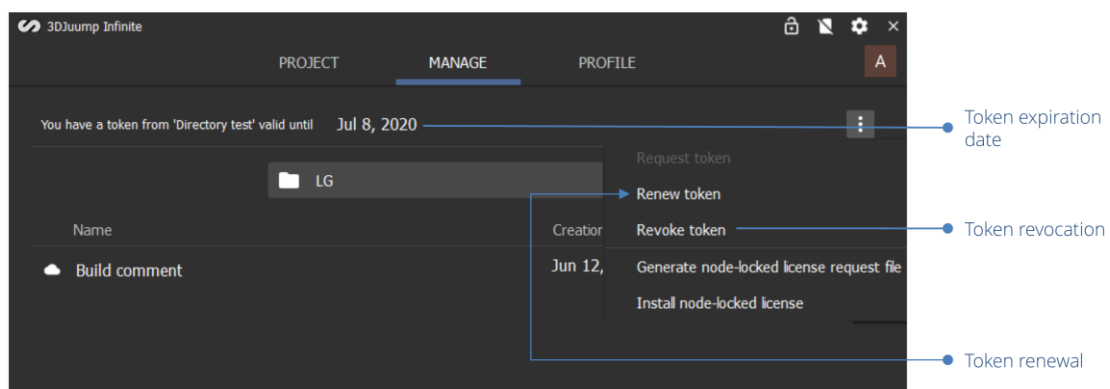 3DJuump Infinite
PROJECT MANAGE PROFILE A
You have a token from 'Directory test' valid until Jul 8, 2020
Token expiration
date
Request token
LG
Renew token
Name Creation
Revoke token
Token revocation
Build comment Jun 12,
Generate node-locked license request file
Install node-locked license
Token renewal